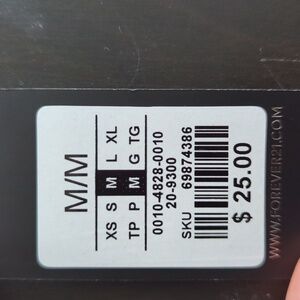 M/M
XS S M L XL
TP P M G TG
0010-4828-0010
20-9300
SKU 69874386
$ 25.00
WWW.FOREVER21.COM